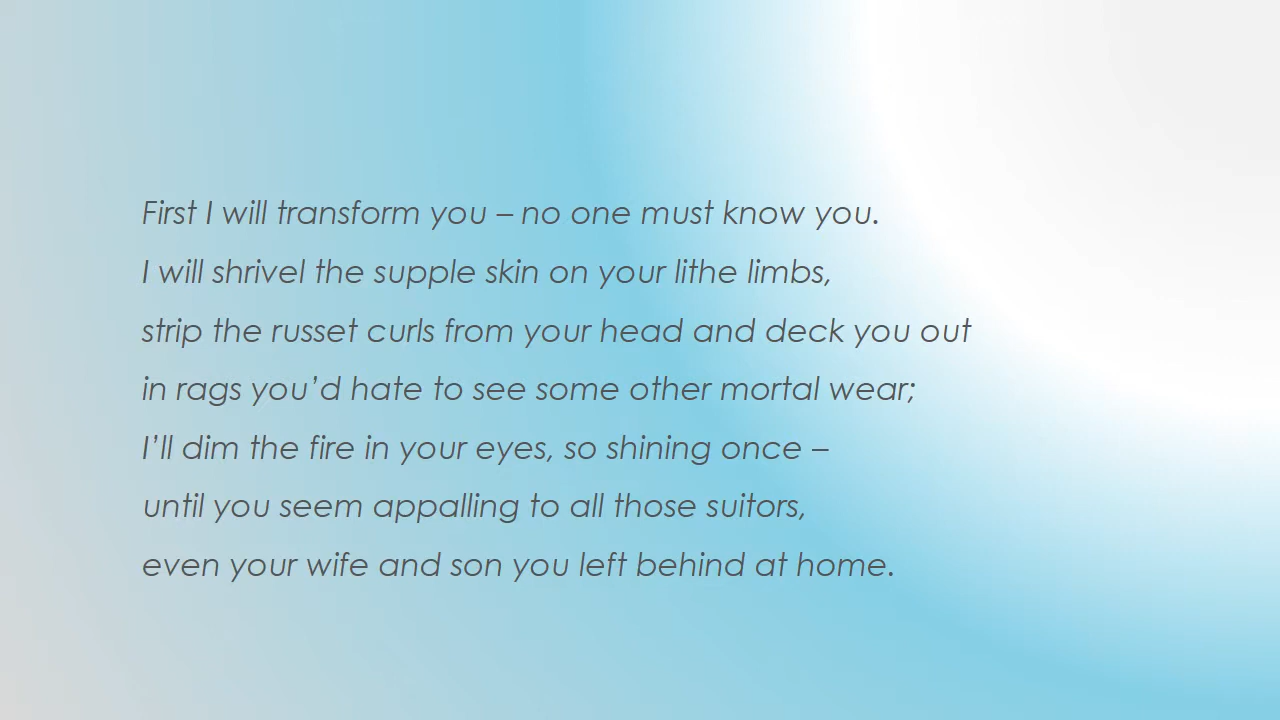 First I will transform you – no one must know you.
I will shrivel the supple skin on your lithe limbs,
strip the russet curls from your head and deck you out
in rags you’d hate to see some other mortal wear;
I’ll dim the fire in your eyes, so shining once –
until you seem appalling to all those suitors,
even your wife and son you left behind at home.